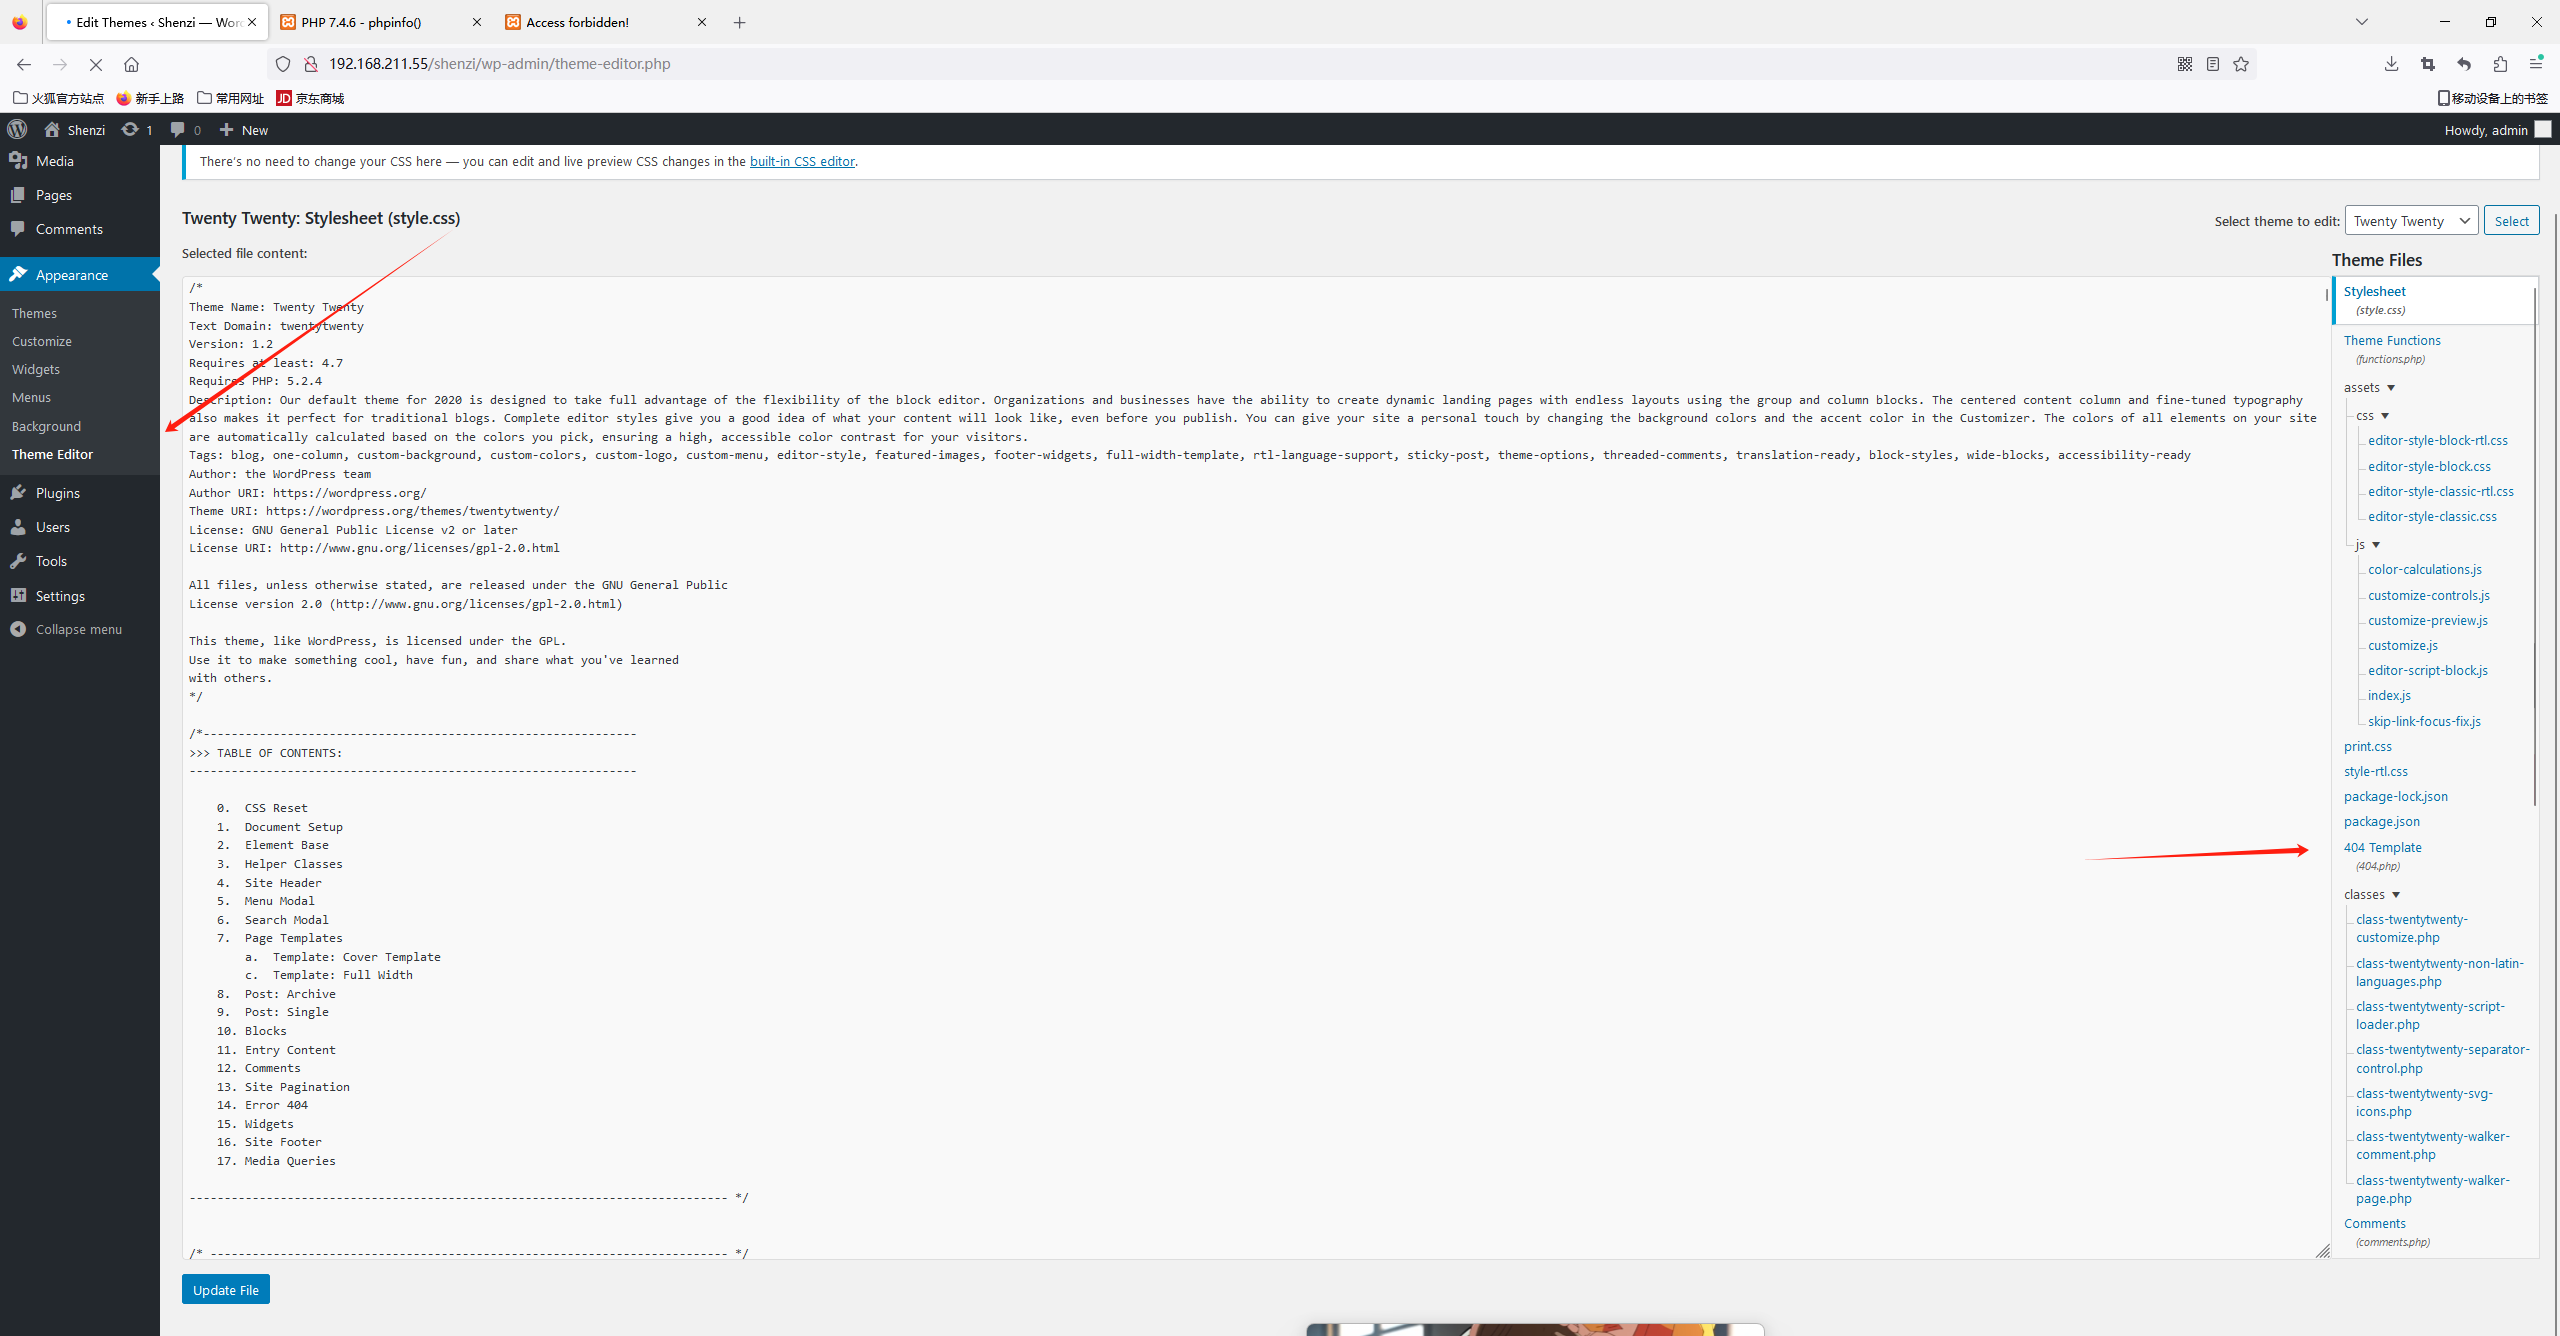 Edit Themes ‹ Shenzi — Wor
PHP 7.4.6 - phpinfo()
Access forbidden!
192.168.211.55/shenzi/wp-admin/theme-editor.php
火狐官方站点
新手上路
常用网址
JD 京东商城
移动设备上的书签
Shenzi
1
0
New
Howdy, admin
Media
Pages
Comments
Appearance
Themes
Customize
Widgets
Menus
Background
Theme Editor
Plugins
Users
Tools
Settings
Collapse menu
There's no need to change your CSS here — you can edit and live preview CSS changes in the built-in CSS editor.
Twenty Twenty: Stylesheet (style.css)
Select theme to edit: Twenty Twenty Select
Selected file content:
/*
Theme Name: Twenty Twenty
Text Domain: twentytwenty
Version: 1.2
Requires at least: 4.7
Requires PHP: 5.2.4
Description: Our default theme for 2020 is designed to take full advantage of the flexibility of the block editor. Organizations and businesses have the ability to create dynamic landing pages with endless layouts using the group and column blocks. The centered content column and fine-tuned typography
also makes it perfect for traditional blogs. Complete editor styles give you a good idea of what your content will look like, even before you publish. You can give your site a personal touch by changing the background colors and the accent color in the Customizer. The colors of all elements on your site
are automatically calculated based on the colors you pick, ensuring a high, accessible color contrast for your visitors.
Tags: blog, one-column, custom-background, custom-colors, custom-logo, custom-menu, editor-style, featured-images, footer-widgets, full-width-template, rtl-language-support, sticky-post, theme-options, threaded-comments, translation-ready, block-styles, wide-blocks, accessibility-ready
Author: the WordPress team
Author URI: https://wordpress.org/
Theme URI: https://wordpress.org/themes/twentytwenty/
License: GNU General Public License v2 or later
License URI: http://www.gnu.org/licenses/gpl-2.0.html
All files, unless otherwise stated, are released under the GNU General Public
License version 2.0 (http://www.gnu.org/licenses/gpl-2.0.html)
This theme, like WordPress, is licensed under the GPL.
Use it to make something cool, have fun, and share what you've learned
with others.
*/
/*--------------------------------------------------------------
>>> TABLE OF CONTENTS:
----------------------------------------------------------------
0. CSS Reset
1. Document Setup
2. Element Base
3. Helper Classes
4. Site Header
5. Menu Modal
6. Search Modal
7. Page Templates
a. Template: Cover Template
c. Template: Full Width
8. Post: Archive
9. Post: Single
10. Blocks
11. Entry Content
12. Comments
13. Site Pagination
14. Error 404
15. Widgets
16. Site Footer
17. Media Queries
----------------------------------------------------------------------------- */
/* -------------------------------------------------------------------------- */
Update File
Theme Files
Stylesheet
(style.css)
Theme Functions
(functions.php)
assets ▼
css ▼
editor-style-block-rtl.css
editor-style-block.css
editor-style-classic-rtl.css
editor-style-classic.css
js ▼
color-calculations.js
customize-controls.js
customize-preview.js
customize.js
editor-script-block.js
index.js
skip-link-focus-fix.js
print.css
style-rtl.css
package-lock.json
package.json
404 Template
(404.php)
classes ▼
class-twentytwenty-
customize.php
class-twentytwenty-non-latin-
languages.php
class-twentytwenty-script-
loader.php
class-twentytwenty-separator-
control.php
class-twentytwenty-svg-
icons.php
class-twentytwenty-walker-
comment.php
class-twentytwenty-walker-
page.php
Comments
(comments.php)